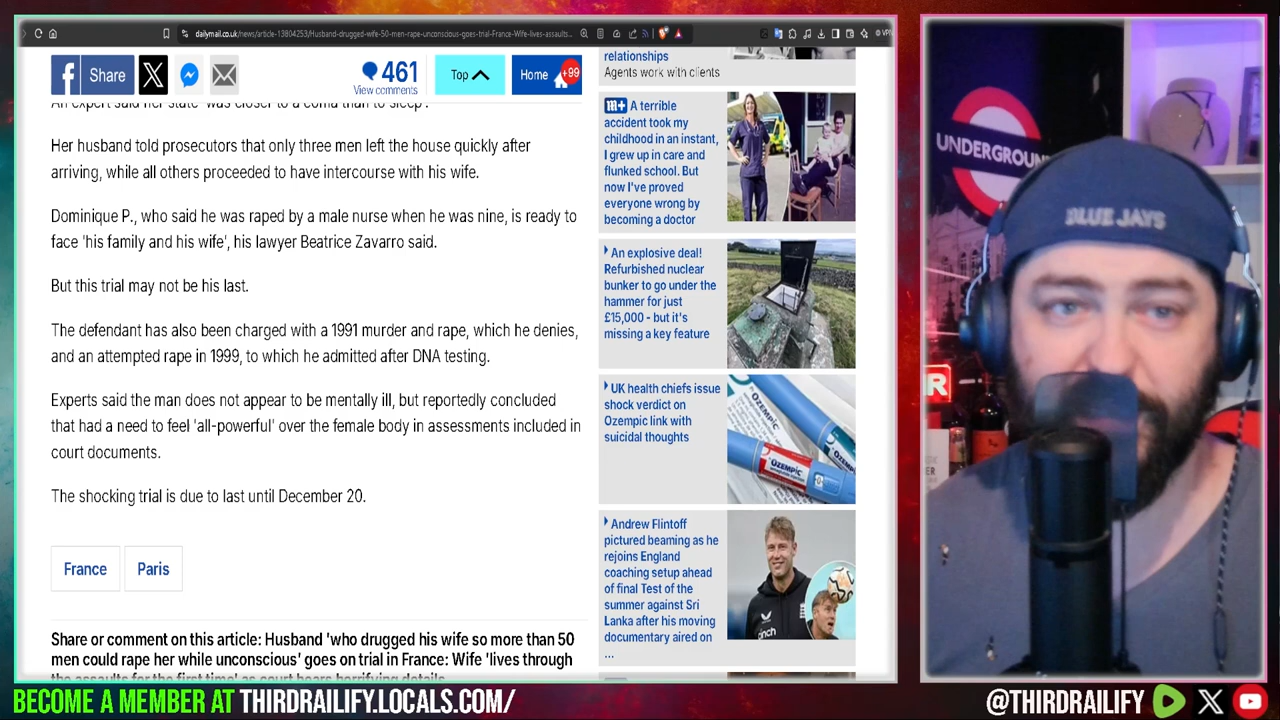 dailymail.co.uk/news/article-13804253/Husband-drugged-wife-50-men-rape-unconscious-goes-trial-France-Wife-lives-assaults...
VPN
Share
461
View comments
Top
Home
+99
An expert said her state 'was closer to a coma than to sleep'.
Her husband told prosecutors that only three men left the house quickly after
arriving, while all others proceeded to have intercourse with his wife.
Dominique P., who said he was raped by a male nurse when he was nine, is ready to
face 'his family and his wife', his lawyer Beatrice Zavarro said.
But this trial may not be his last.
The defendant has also been charged with a 1991 murder and rape, which he denies,
and an attempted rape in 1999, to which he admitted after DNA testing.
Experts said the man does not appear to be mentally ill, but reportedly concluded
that had a need to feel 'all-powerful' over the female body in assessments included in
court documents.
The shocking trial is due to last until December 20.
France
Paris
Share or comment on this article: Husband 'who drugged his wife so more than 50
men could rape her while unconscious' goes on trial in France: Wife 'lives through
the assaults for the first time' as court hears horrifying details
relationships
Agents work with clients
m+ A terrible
accident took my
childhood in an instant,
I grew up in care and
flunked school. But
now I've proved
everyone wrong by
becoming a doctor
An explosive deal!
Refurbished nuclear
bunker to go under the
hammer for just
£15,000 - but it's
missing a key feature
UK health chiefs issue
shock verdict on
Ozempic link with
suicidal thoughts
OZEMPIC
OZEMPIC
Andrew Flintoff
pictured beaming as he
rejoins England
coaching setup ahead
of final Test of the
summer against Sri
Lanka after his moving
documentary aired on
...
cinch
UNDERGROUND
BLUE JAYS
R
BECOME A MEMBER AT THIRDRAILIFY.LOCALS.COM/
@THIRDRAILIFY